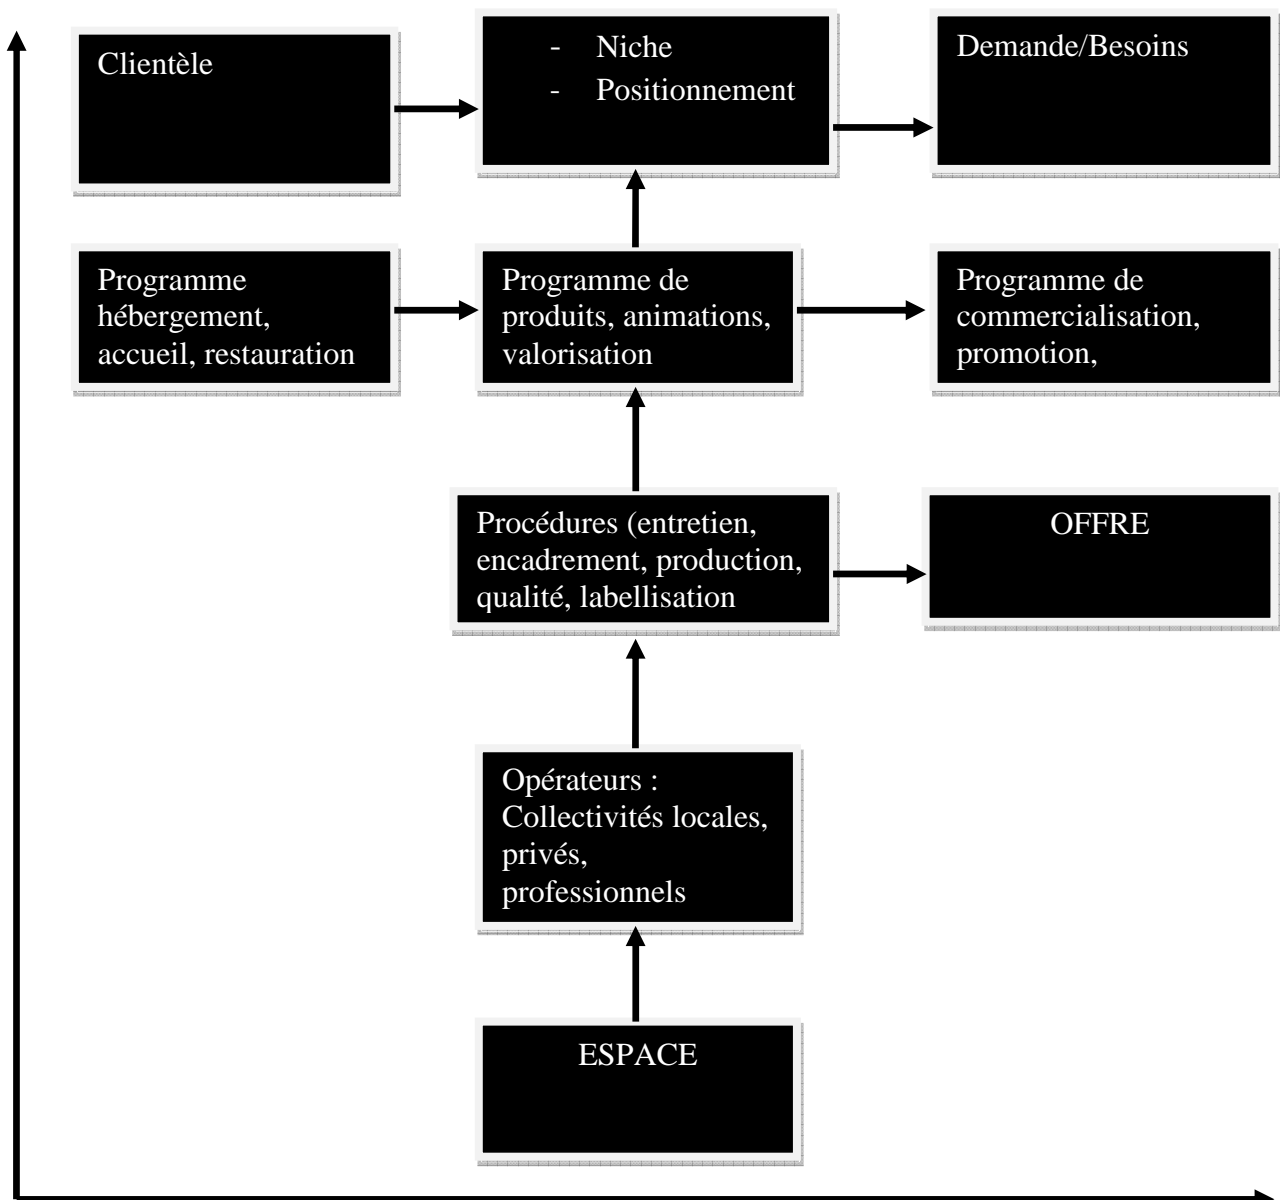 Clientèle
- Niche
- Positionnement
Demande/Besoins
Programme
hébergement,
accueil, restauration
Programme de
produits, animations,
valorisation
Programme de
commercialisation,
promotion,
Procédures (entretien,
encadrement, production,
qualité, labellisation
OFFRE
Opérateurs :
Collectivités locales,
privés,
professionnels
ESPACE